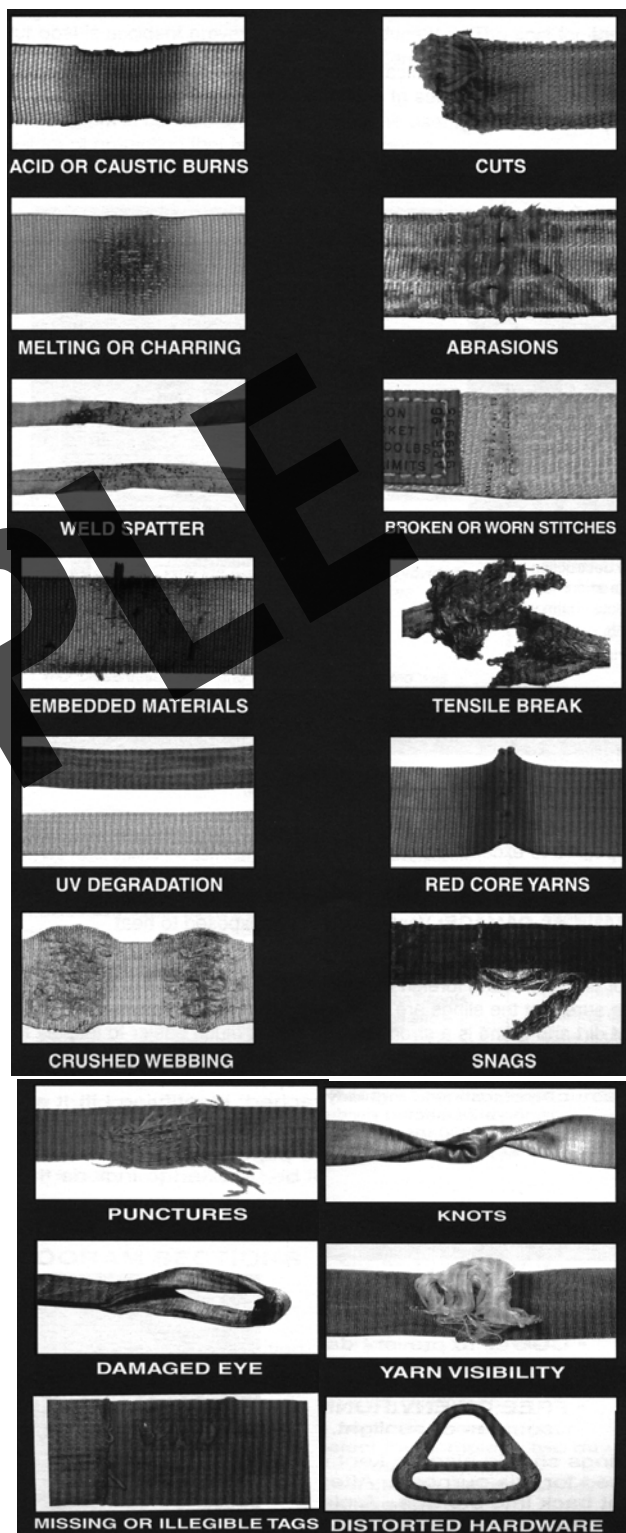 ACID OR CAUSTIC BURNS
CUTS
MELTING OR CHARRING
ABRASIONS
WELD SPATTER
BROKEN OR WORN STITCHES
EMBEDDED MATERIALS
TENSILE BREAK
UV DEGRADATION
RED CORE YARNS
CRUSHED WEBBING
SNAGS
PUNCTURES
KNOTS
DAMAGED EYE
YARN VISIBILITY
MISSING OR ILLEGIBLE TAGS
DISTORTED HARDWARE
PLE